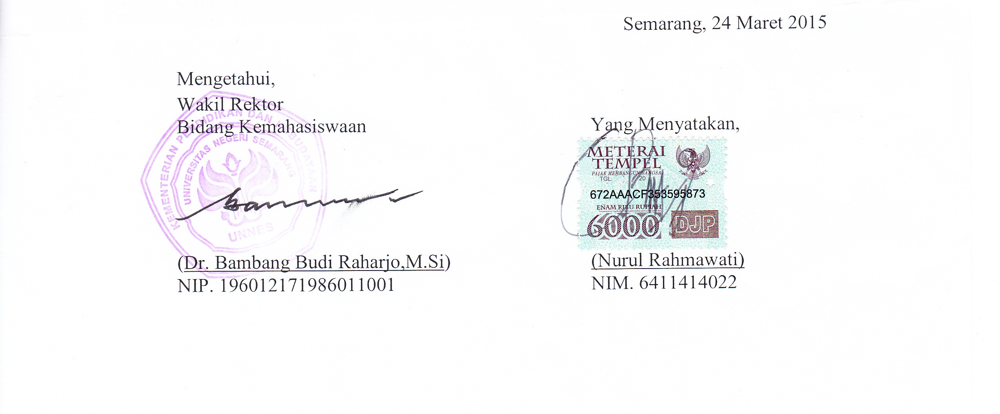 Semarang, 24 Maret 2015
Mengetahui,
Wakil Rektor
Bidang Kemahasiswaan
KEMENTERIAN PENDIDIKAN DAN KEBUDAYAAN
UNIVERSITAS NEGERI SEMARANG
UNNES
(Dr. Bambang Budi Raharjo,M.Si)
NIP. 196012171986011001
Yang Menyatakan,
METERAI
TEMPEL
PAJAK MEMBANGUN BANGSA
TGL. 20
672AAACF353595873
ENAM RIBU RUPIAH
6000
DJP
(Nurul Rahmawati)
NIM. 6411414022